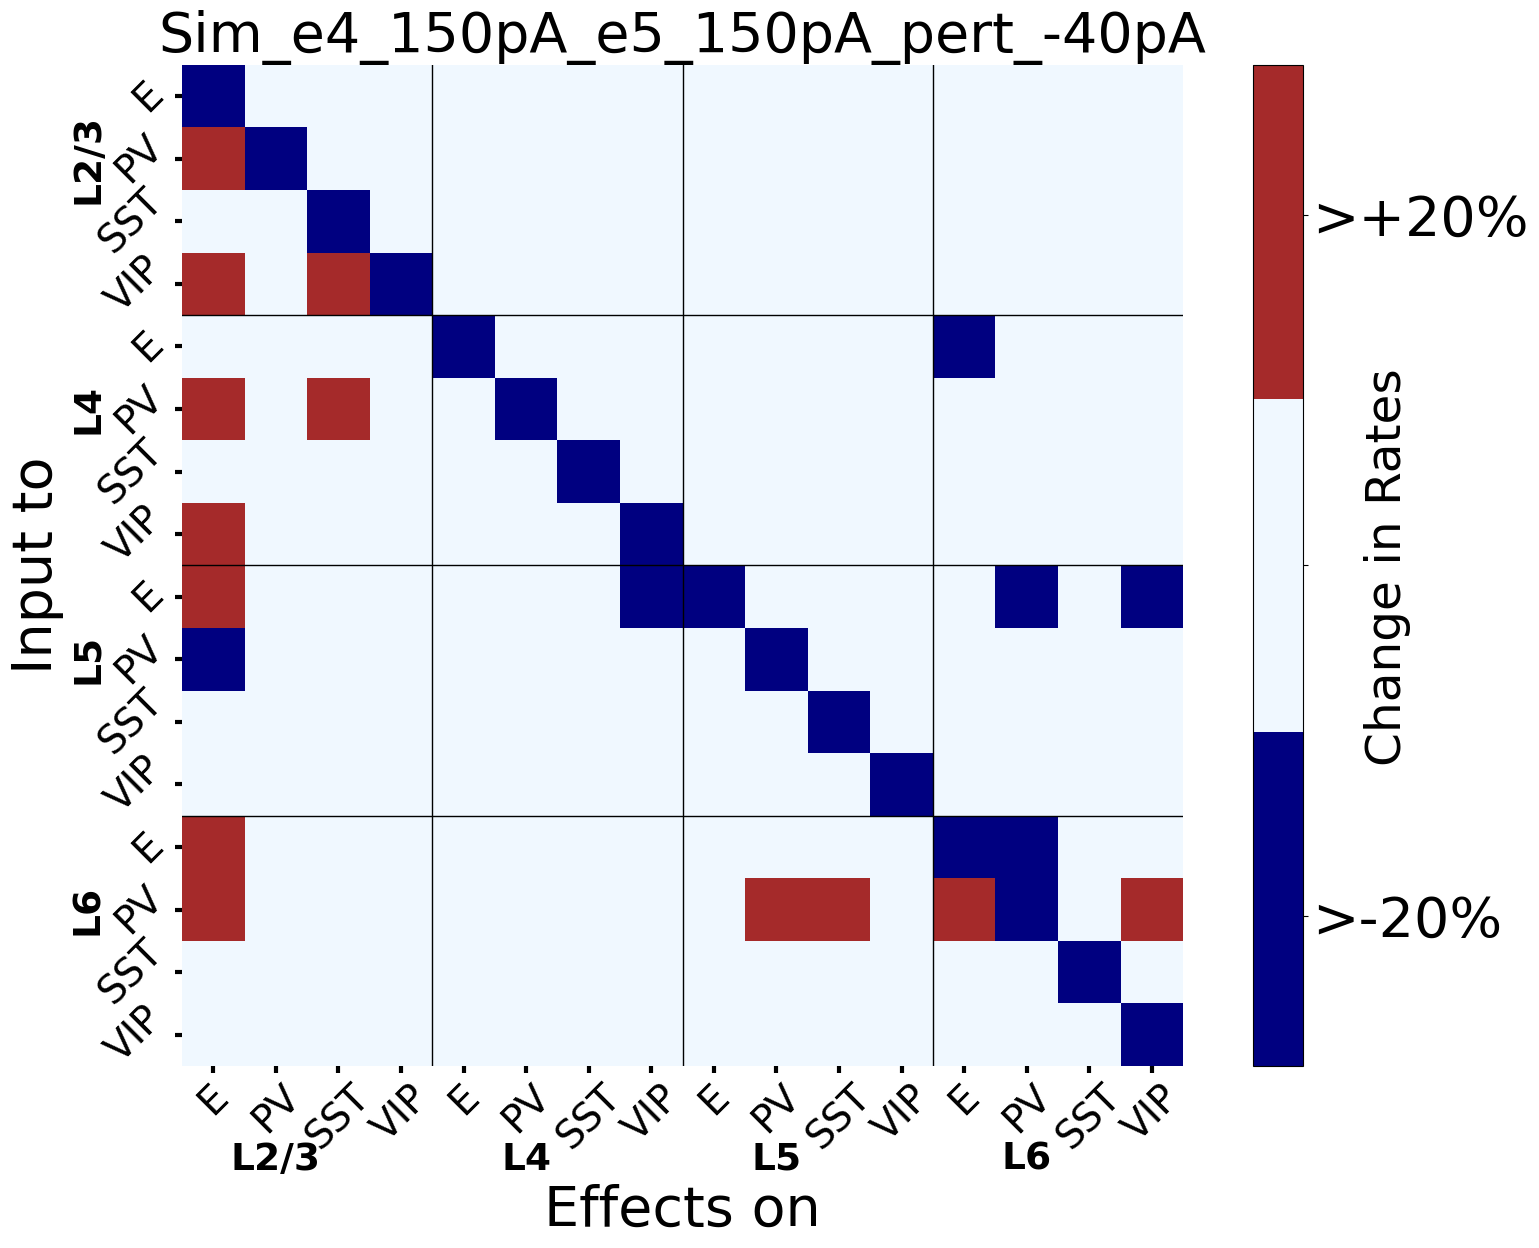 Sim_e4_150pA_e5_150pA_pert_-40pA
Input to
L2/3
E
PV
SST
VIP
L4
E
PV
SST
VIP
L5
E
PV
SST
VIP
L6
E
PV
SST
VIP
E PV SST VIP E PV SST VIP E PV SST VIP E PV SST VIP
L2/3 L4 L5 L6
Effects on
>+20%
>-20%
Change in Rates